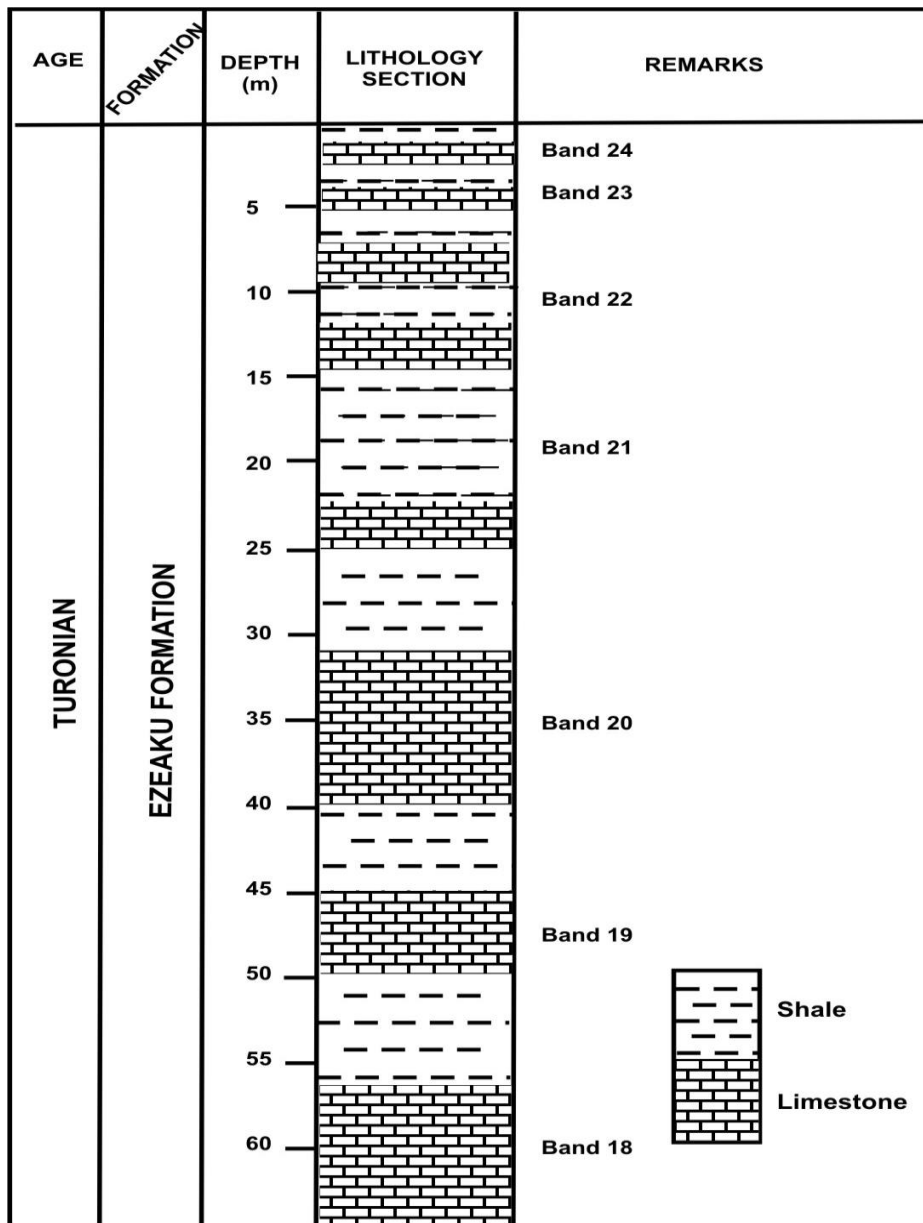 AGE
FORMATION
DEPTH
(m)
LITHOLOGY
SECTION
REMARKS
TURONIAN
EZEAKU FORMATION
5
10
15
20
25
30
35
40
45
50
55
60
Band 24
Band 23
Band 22
Band 21
Band 20
Band 19
Band 18
Shale
Limestone